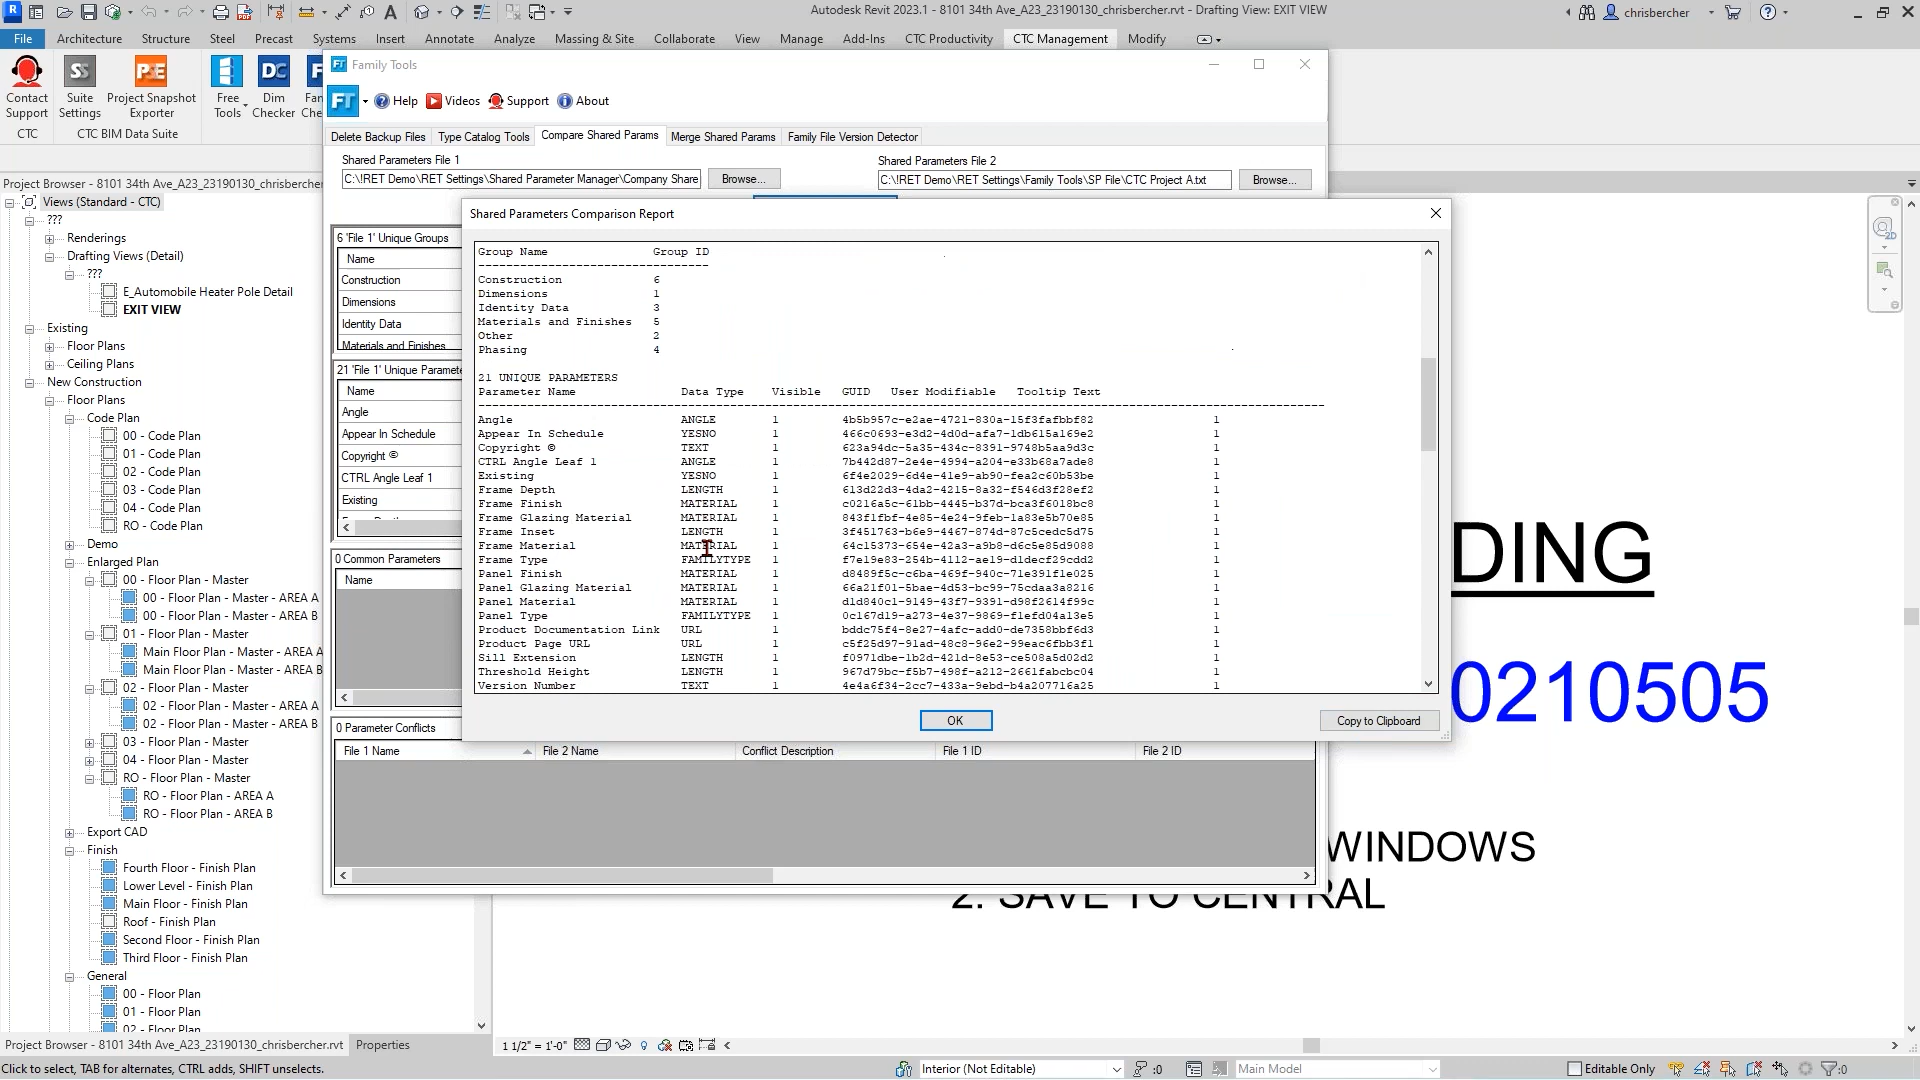 Autodesk Revit 2023.1 - 8101 34th Ave_A23_23190130_chrisbercher.rvt - Drafting View: EXIT VIEW
chrisbercher
File Architecture Structure Steel Precast Systems Insert Annotate Analyze Massing & Site Collaborate View Manage Add-Ins CTC Productivity CTC Management Modify
Contact Support
Suite Settings
Project Snapshot Exporter
Free Tools
Dim Checker
CTC
CTC BIM Data Suite
Family Tools
FT Help Videos Support About
Delete Backup Files Type Catalog Tools Compare Shared Params Merge Shared Params Family File Version Detector
Shared Parameters File 1
C:\!RET Demo\RET Settings\Shared Parameter Manager\Company Share
Browse...
Shared Parameters File 2
C:\!RET Demo\RET Settings\Family Tools\SP File\CTC Project A.txt
Browse...
Project Browser - 8101 34th Ave_A23_23190130_chrisbercher
Views (Standard - CTC)
???
Renderings
Drafting Views (Detail)
???
E_Automobile Heater Pole Detail
EXIT VIEW
Existing
Floor Plans
Ceiling Plans
New Construction
Floor Plans
Code Plan
00 - Code Plan
01 - Code Plan
02 - Code Plan
03 - Code Plan
04 - Code Plan
RO - Code Plan
Demo
Enlarged Plan
00 - Floor Plan - Master
00 - Floor Plan - Master - AREA A
00 - Floor Plan - Master - AREA B
01 - Floor Plan - Master
Main Floor Plan - Master - AREA A
Main Floor Plan - Master - AREA B
02 - Floor Plan - Master
02 - Floor Plan - Master - AREA A
02 - Floor Plan - Master - AREA B
03 - Floor Plan - Master
04 - Floor Plan - Master
RO - Floor Plan - Master
RO - Floor Plan - AREA A
RO - Floor Plan - AREA B
Export CAD
Finish
Fourth Floor - Finish Plan
Lower Level - Finish Plan
Main Floor - Finish Plan
Roof - Finish Plan
Second Floor - Finish Plan
Third Floor - Finish Plan
General
00 - Floor Plan
01 - Floor Plan
02 - Floor Plan
6 'File 1' Unique Groups
Name
Construction
Dimensions
Identity Data
Materials and Finishes
21 'File 1' Unique Paramete
Name
Angle
Appear In Schedule
Copyright ©
CTRL Angle Leaf 1
Existing
0 Common Parameters
Name
0 Parameter Conflicts
File 1 Name File 2 Name Conflict Description File 1 ID File 2 ID
Shared Parameters Comparison Report
Group Name Group ID
Construction 6
Dimensions 1
Identity Data 3
Materials and Finishes 5
Other 2
Phasing 4
21 UNIQUE PARAMETERS
Parameter Name Data Type Visible GUID User Modifiable Tooltip Text
Angle ANGLE 1 4b5b957c-e2ae-4721-830a-15f3fafbbf82 1
Appear In Schedule YESNO 1 466c0693-e3d2-4d0d-afa7-1db615a169e2 1
Copyright © TEXT 1 623a94dc-5a35-434c-8391-9748b5aa9d3c 1
CTRL Angle Leaf 1 ANGLE 1 7b442d87-2e4e-4994-a204-e33b68a7ade8 1
Existing YESNO 1 6f4e2029-6d4e-41e9-ab90-fea2c60b53be 1
Frame Depth LENGTH 1 613d22d3-4da2-4215-8a32-f546d3f28ef2 1
Frame Finish MATERIAL 1 c0216a5c-61bb-4445-b37d-bca3f6018bc8 1
Frame Glazing Material MATERIAL 1 843f1fbf-4e85-4e24-9feb-1a83e5b70e85 1
Frame Inset LENGTH 1 3f451763-b6e9-4467-874d-87c5cedc5d75 1
Frame Material MATERIAL 1 64c15373-654e-42a3-a9b8-d6c5e85d9088 1
Frame Type FAMILYTYPE 1 f7e19e83-254b-4112-ae19-d1decf29cdd2 1
Panel Finish MATERIAL 1 d8489f5c-c6ba-469f-940c-71e391f1e025 1
Panel Glazing Material MATERIAL 1 66a21f01-5bae-4d53-bc99-75cdaa3a8216 1
Panel Material MATERIAL 1 d1d840c1-9149-43f7-9391-d98f2614f99c 1
Panel Type FAMILYTYPE 1 0c167d19-a273-4e37-9869-f1efd04a13e5 1
Product Documentation Link URL 1 bddc75f4-8e27-4afc-add0-de7358bbf6d3 1
Product Page URL URL 1 c5f25d97-91ad-48c8-96e2-99eac6fbb3f1 1
Sill Extension LENGTH 1 f0971dbe-1b2d-421d-8e53-ce508a5d02d2 1
Threshold Height LENGTH 1 967d79bc-f5b7-498f-a212-2661fabcbc04 1
Version Number TEXT 1 4e4a6f34-2cc7-433a-9ebd-b4a207716a25 1
OK
Copy to Clipboard
DING
0210505
WINDOWS
2. SAVE TO CENTRAL
Project Browser - 8101 34th Ave_A23_23190130_chrisbercher.rvt Properties
1 1/2" = 1'-0"
Click to select, TAB for alternates, CTRL adds, SHIFT unselects.
Interior (Not Editable)
:0
Main Model
Editable Only
:0